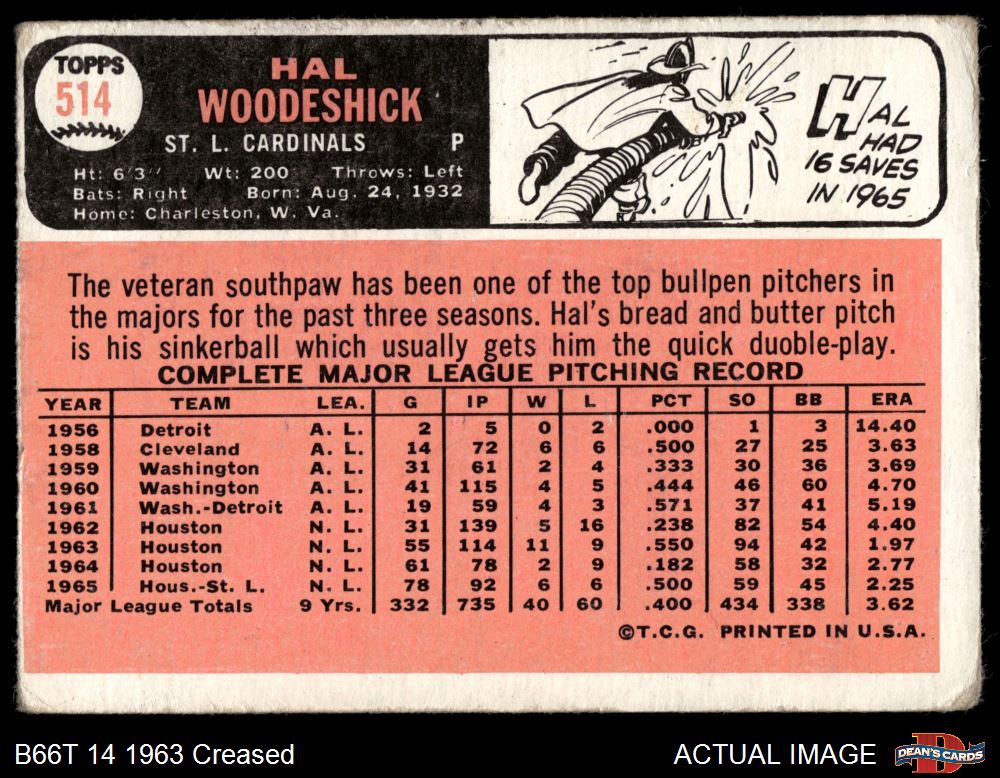 TOPPS
514
HAL
WOODESHICK
ST. L. CARDINALS P
Ht: 6'3" Wt: 200 Throws: Left
Bats: Right Born: Aug. 24, 1932
Home: Charleston, W. Va.
HAL
HAD
16 SAVES
IN 1965
The veteran southpaw has been one of the top bullpen pitchers in
the majors for the past three seasons. Hal's bread and butter pitch
is his sinkerball which usually gets him the quick duoble-play.
COMPLETE MAJOR LEAGUE PITCHING RECORD
YEAR TEAM LEA. G IP W L PCT SO BB ERA
1956 Detroit A. L. 2 5 0 2 .000 1 3 14.40
1958 Cleveland A. L. 14 72 6 6 .500 27 25 3.63
1959 Washington A. L. 31 61 2 4 .333 30 36 3.69
1960 Washington A. L. 41 115 4 5 .444 46 60 4.70
1961 Wash.-Detroit A. L. 19 59 4 3 .571 37 41 5.19
1962 Houston N. L. 31 139 5 16 .238 82 54 4.40
1963 Houston N. L. 55 114 11 9 .550 94 42 1.97
1964 Houston N. L. 61 78 2 9 .182 58 32 2.77
1965 Hous.-St. L. N. L. 78 92 6 6 .500 59 45 2.25
Major League Totals 9 Yrs. 332 735 40 60 .400 434 338 3.62
©T.C.G. PRINTED IN U.S.A.
B66T 14 1963 Creased
ACTUAL IMAGE
DEAN'S CARDS